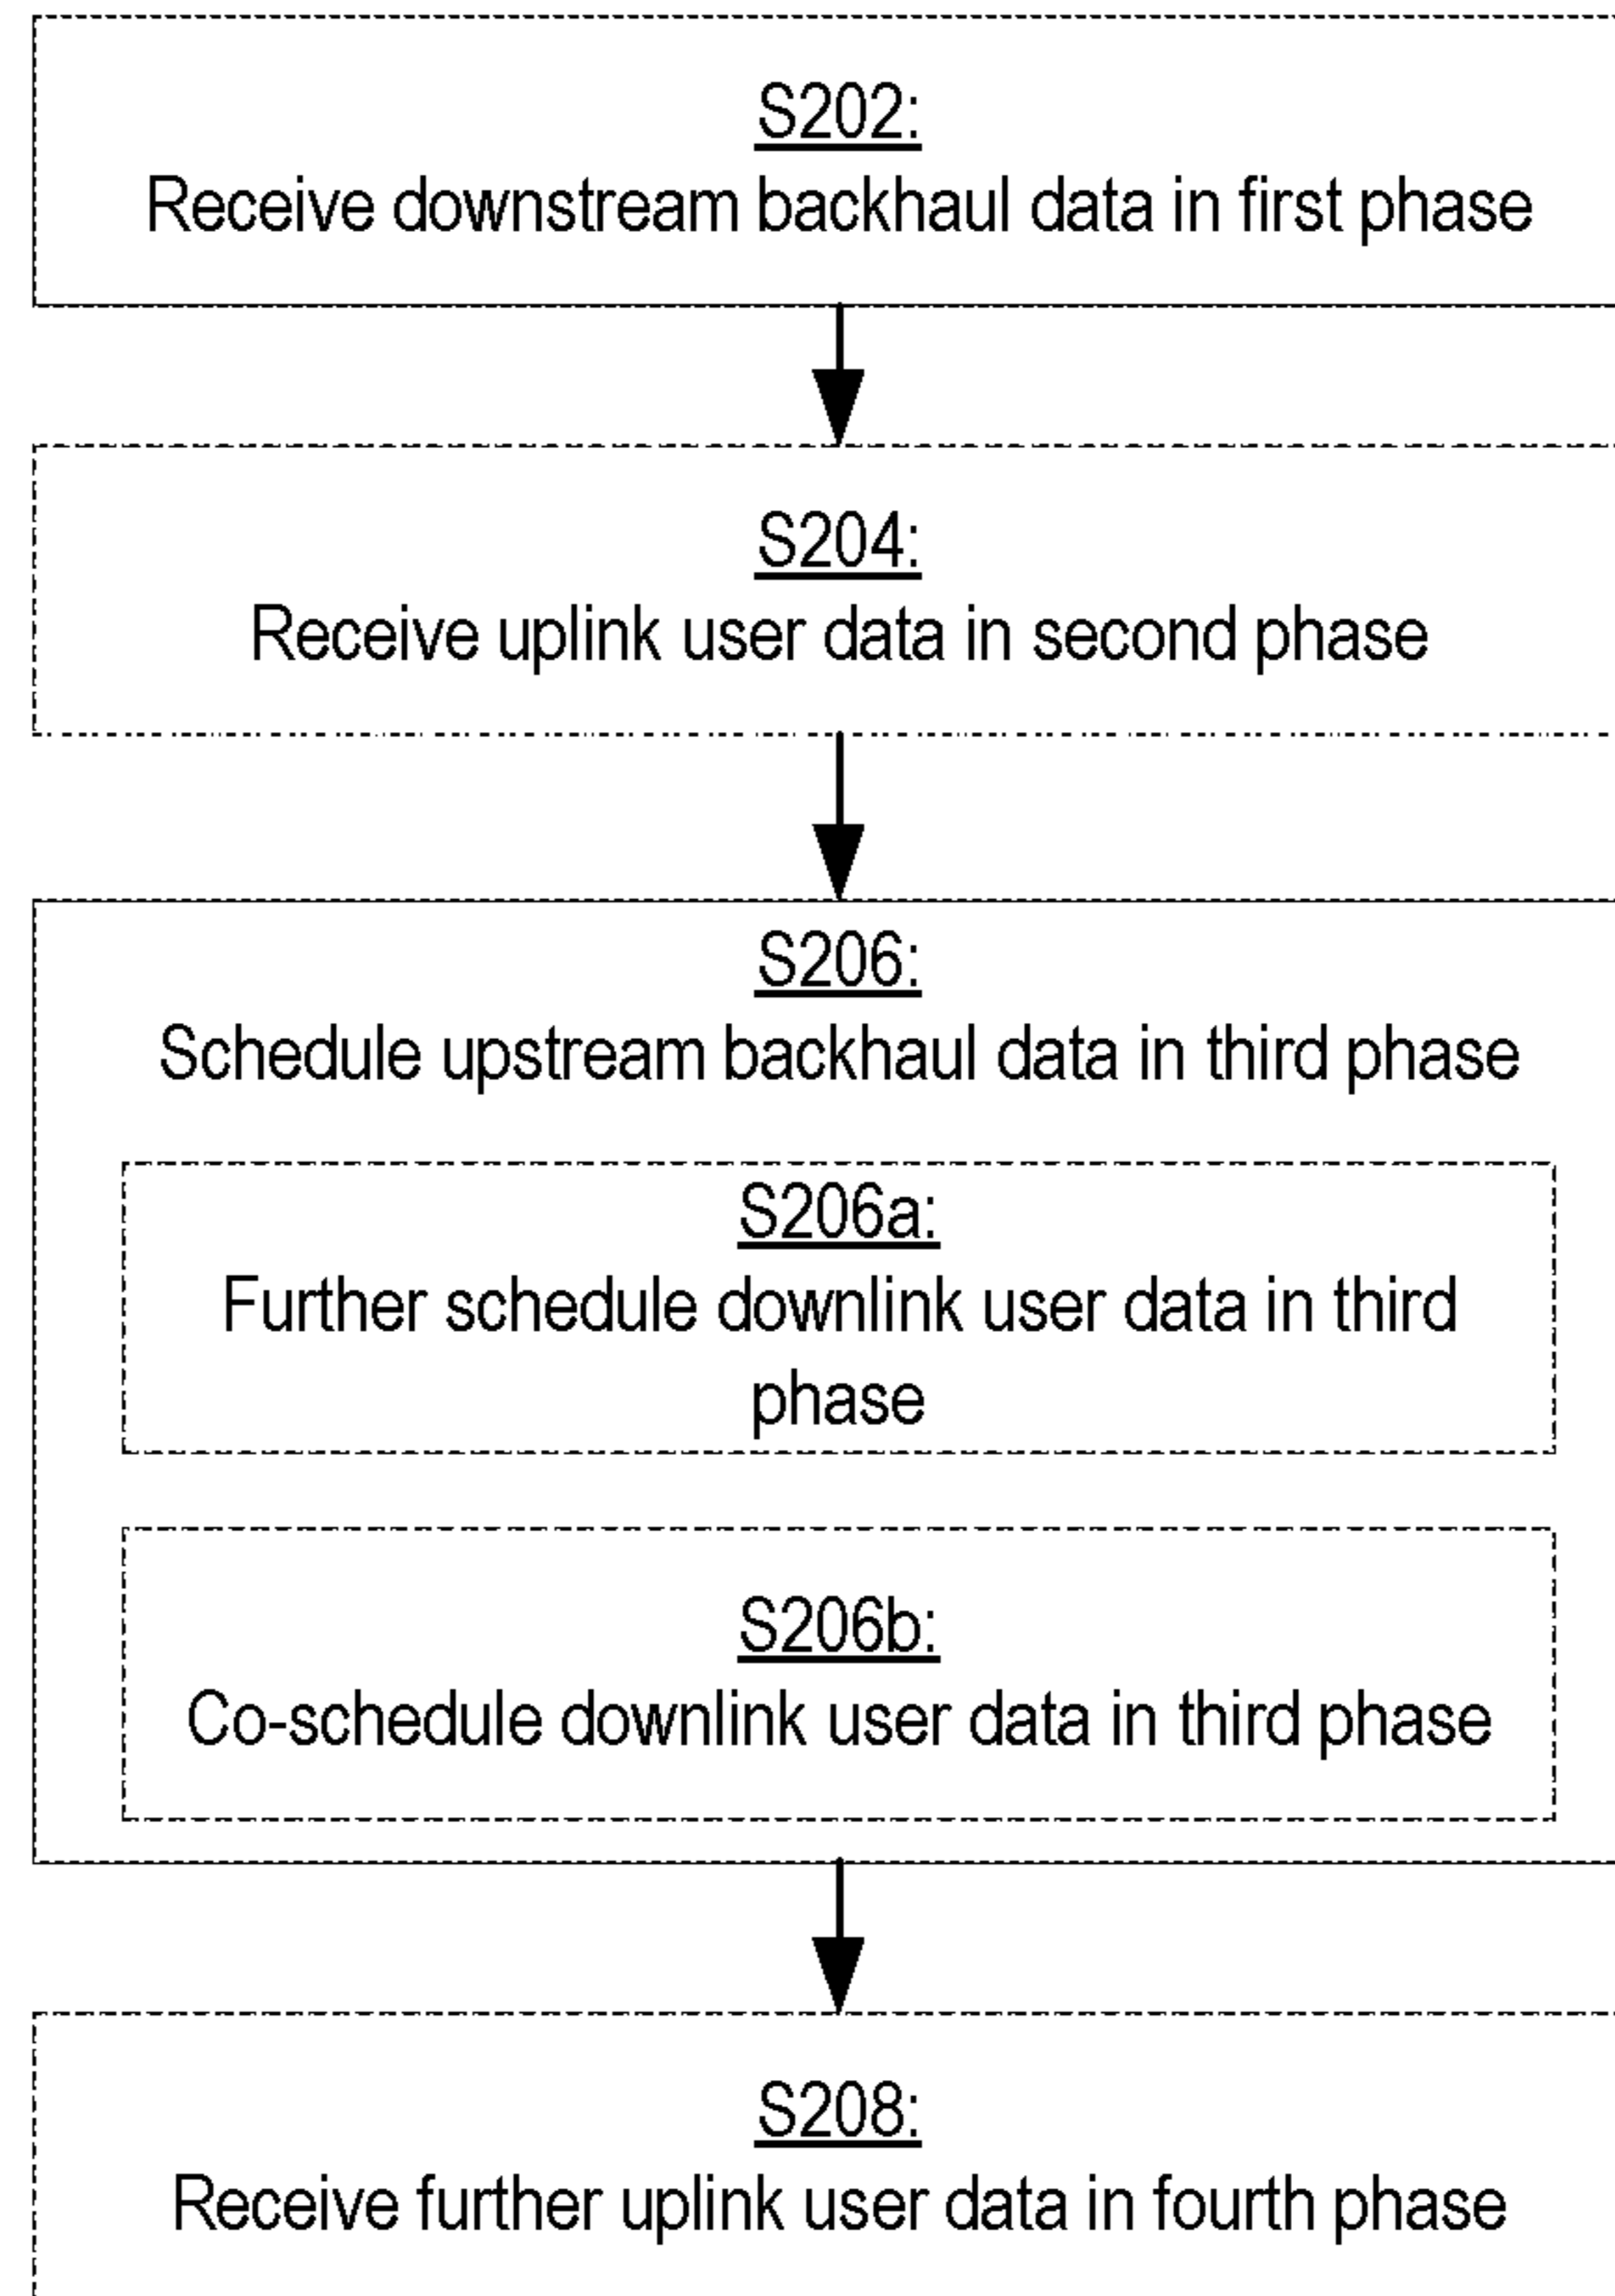 S202:
Receive downstream backhaul data in first phase
S204:
Receive uplink user data in second phase
S206:
Schedule upstream backhaul data in third phase
S206a:
Further schedule downlink user data in third
phase
S206b:
Co-schedule downlink user data in third phase
S208:
Receive further uplink user data in fourth phase